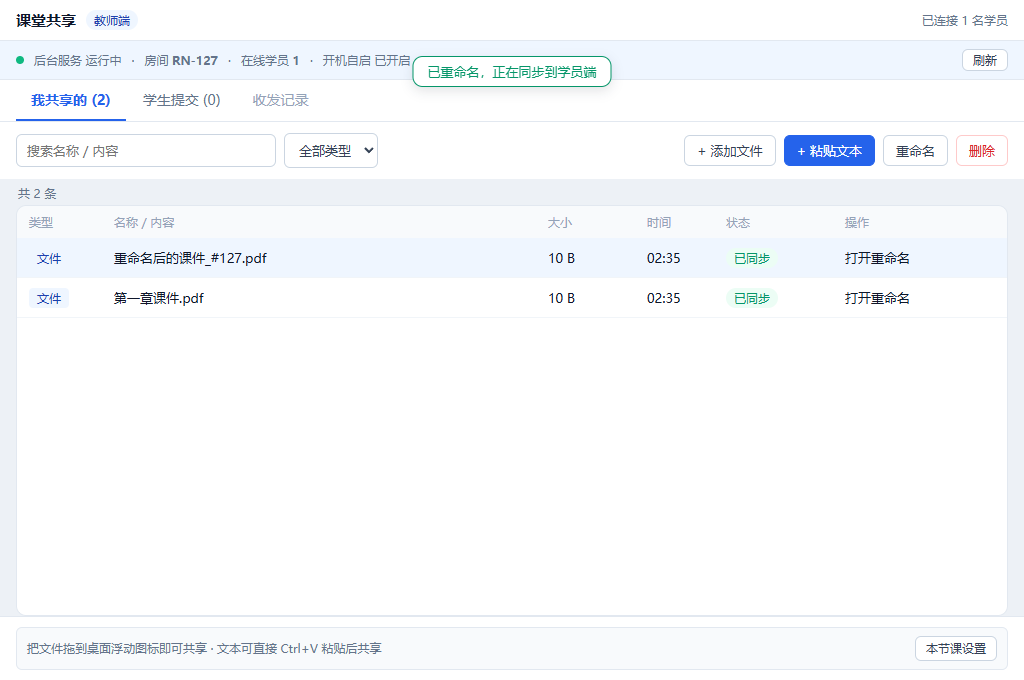 课堂共享 教师端 已连接 1 名学员
后台服务 运行中 · 房间 RN-127 · 在线学员 1 · 开机自启 已开启 刷新
已重命名，正在同步到学员端
我共享的 (2) 学生提交 (0) 收发记录
搜索名称 / 内容 全部类型 + 添加文件 + 粘贴文本 重命名 删除
共 2 条
类型 名称 / 内容 大小 时间 状态 操作
文件 重命名后的课件_#127.pdf 10 B 02:35 已同步 打开重命名
文件 第一章课件.pdf 10 B 02:35 已同步 打开重命名
把文件拖到桌面浮动图标即可共享 · 文本可直接 Ctrl+V 粘贴后共享 本节课设置